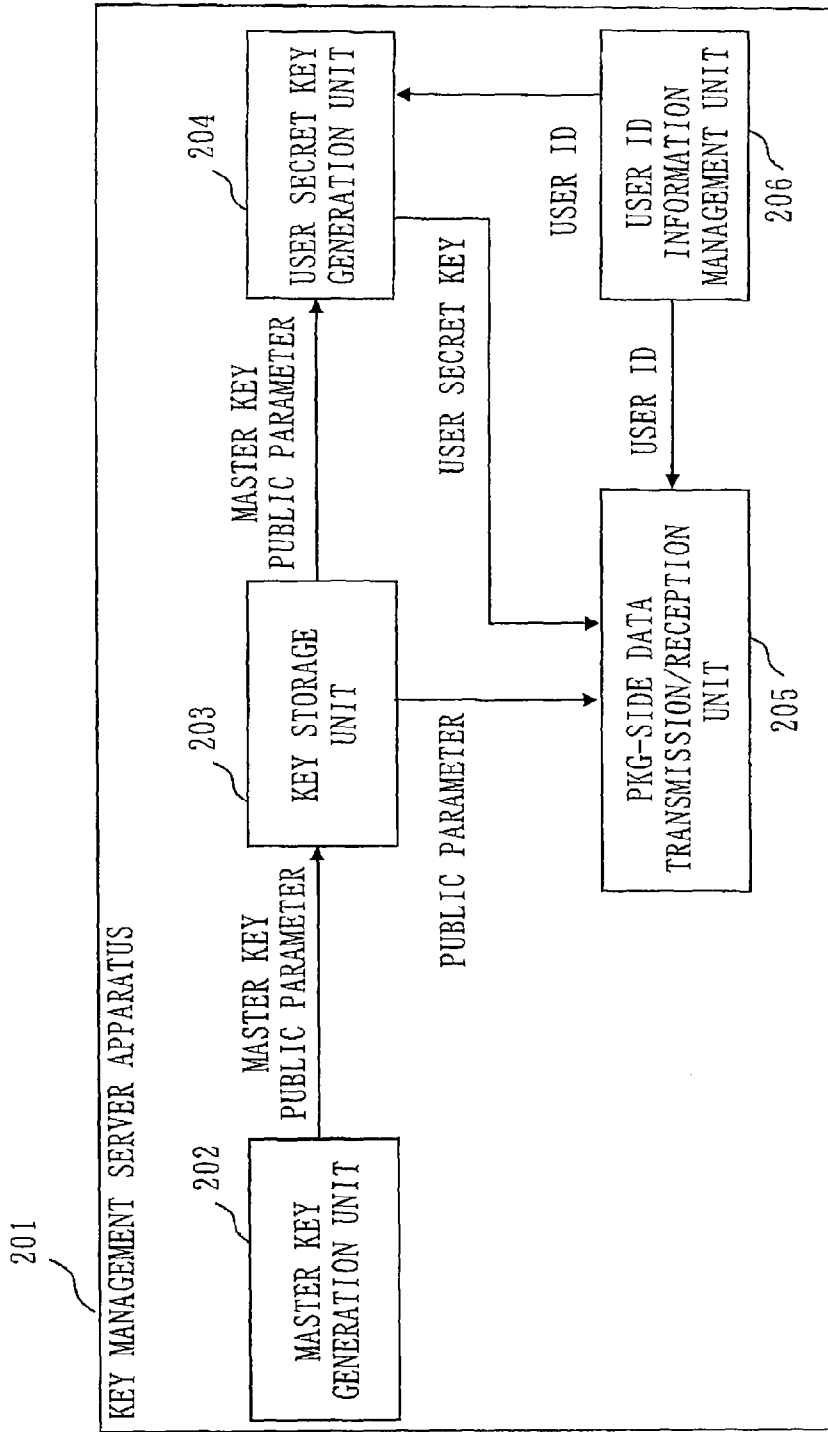 201
KEY MANAGEMENT SERVER APPARATUS
202
MASTER KEY
GENERATION UNIT
MASTER KEY
PUBLIC PARAMETER
203
KEY STORAGE
UNIT
MASTER KEY
PUBLIC PARAMETER
204
USER SECRET KEY
GENERATION UNIT
PUBLIC PARAMETER
USER SECRET KEY
USER ID
PKG-SIDE DATA
TRANSMISSION/RECEPTION
UNIT
205
USER ID
USER ID
INFORMATION
MANAGEMENT UNIT
206